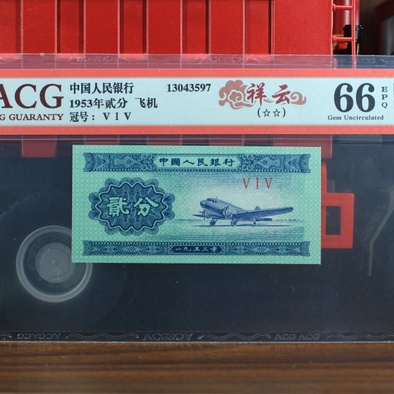 ACG
NG GUARANTY
中国人民银行
1953年贰分 飞机
冠号：V I V
13043597
祥云
(☆☆)
66 EPQ
Gem Uncirculated
中國人民銀行
V I V
貳分
一九五三年